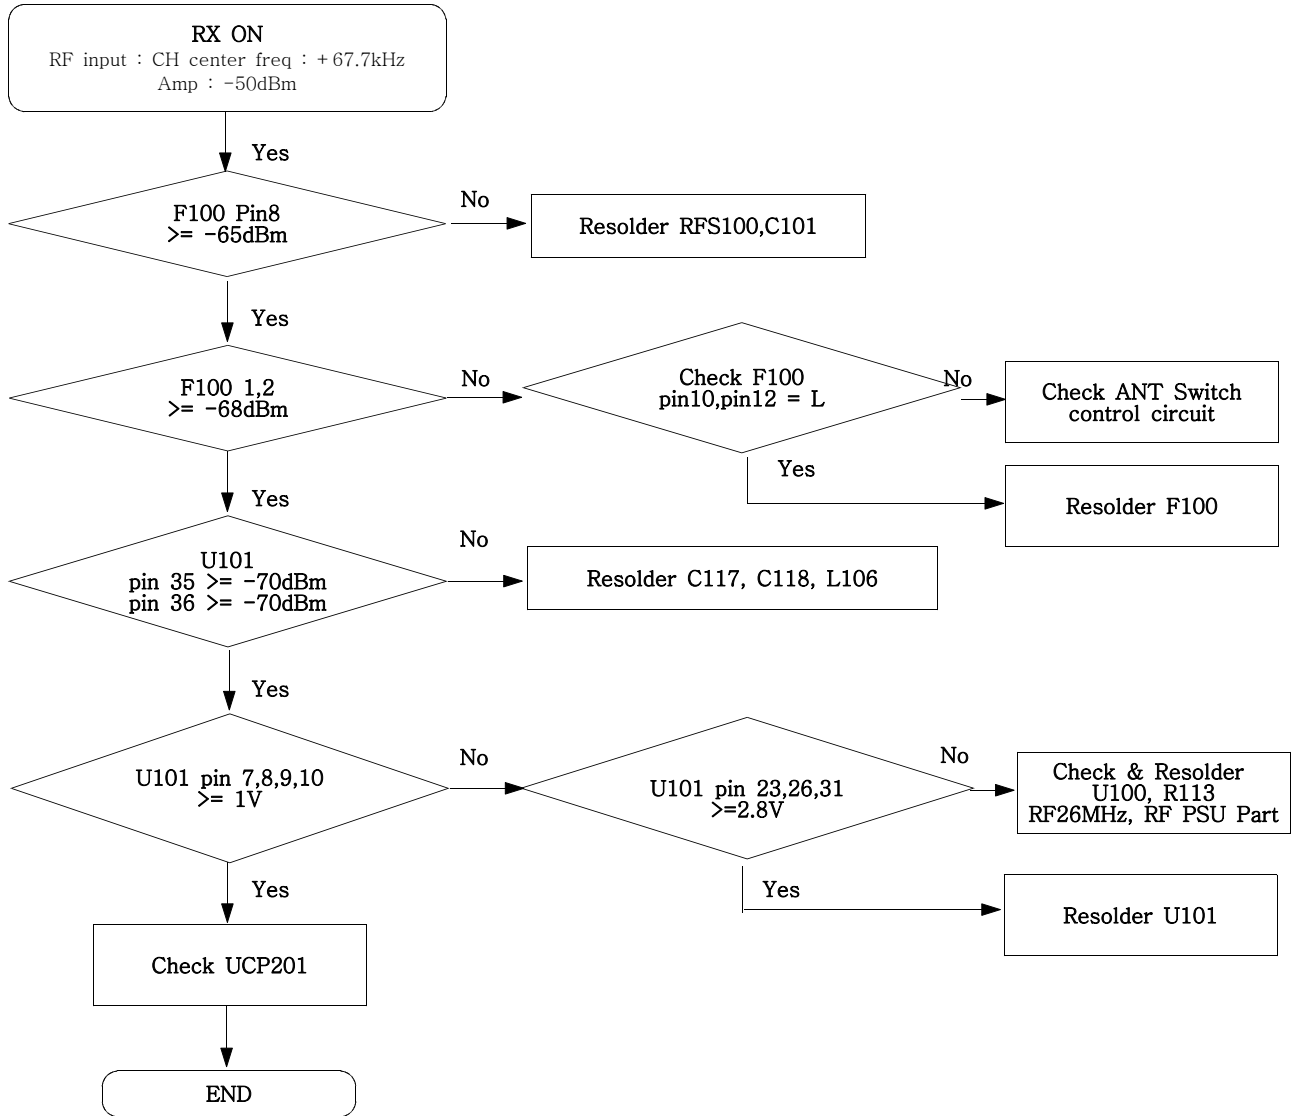 RX ON
RF input : CH center freq : +67.7kHz
Amp : -50dBm
Yes
F100 Pin8
>= -65dBm
No
Resolder RFS100,C101
Yes
F100 1,2
>= -68dBm
No
Check F100
pin10,pin12 = L
No
Check ANT Switch
control circuit
Yes
Resolder F100
Yes
U101
pin 35 >= -70dBm
pin 36 >= -70dBm
No
Resolder C117, C118, L106
Yes
U101 pin 7,8,9,10
>= 1V
No
U101 pin 23,26,31
>=2.8V
No
Check & Resolder
U100, R113
RF26MHz, RF PSU Part
Yes
Resolder U101
Yes
Check UCP201
END